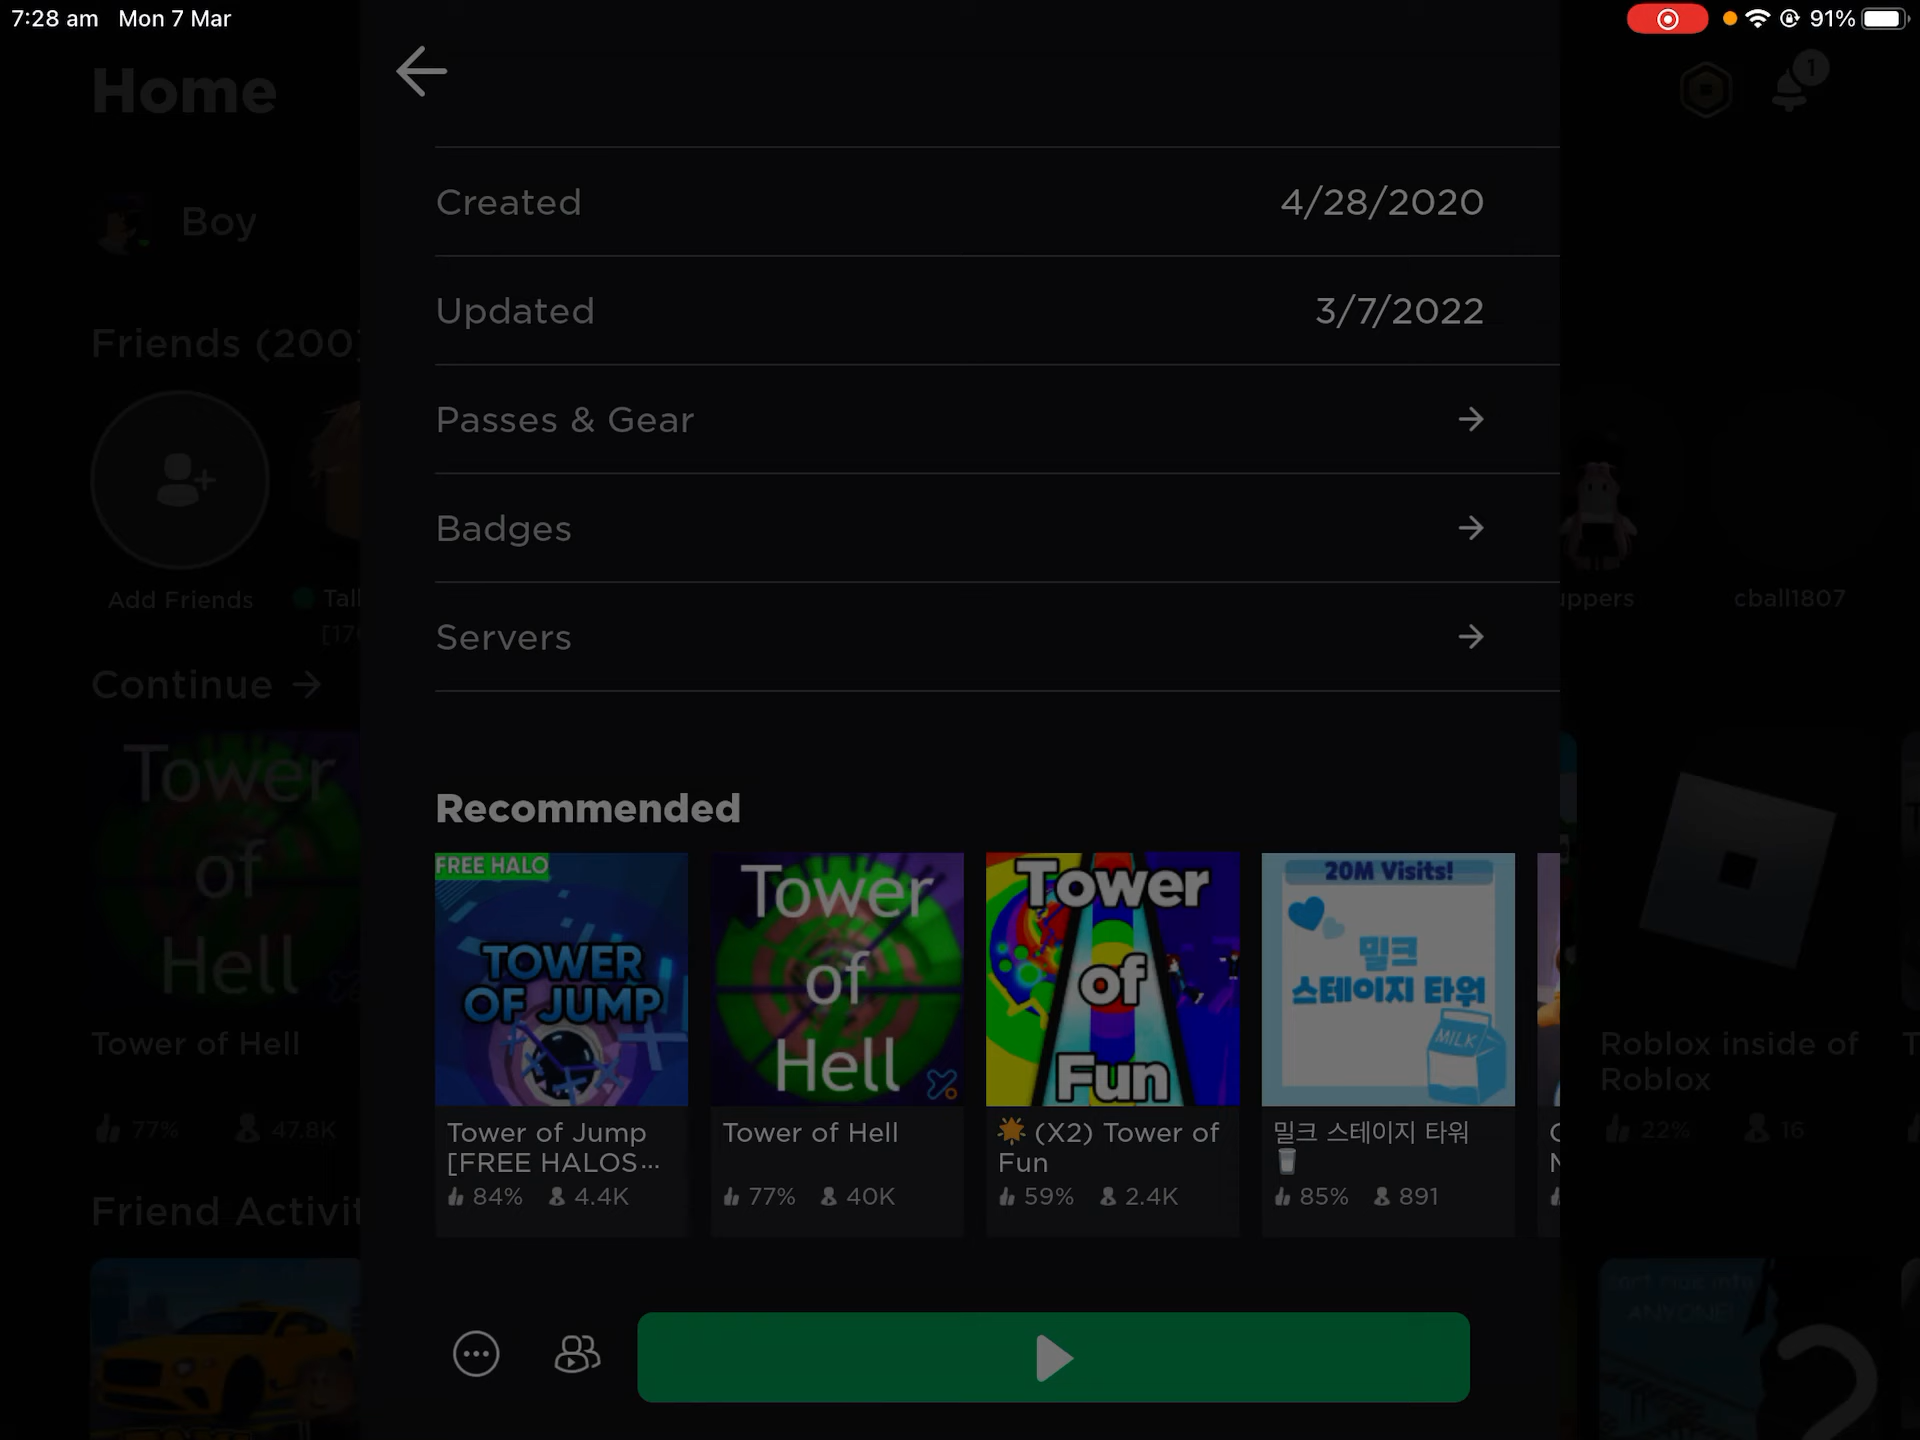 7:28 am Mon 7 Mar
91%
Home
1
Boy
Friends (200)
Add Friends
Tall
cball1807
Continue
Tower
of
Hell
Tower of Hell
77% 47.8K
Roblox inside of
Roblox
22% 16
Friend Activit
ANYONE!
Created 4/28/2020
Updated 3/7/2022
Passes & Gear
Badges
Servers
Recommended
FREE HALO
TOWER
OF JUMP
Tower of Jump
[FREE HALOS...
84% 4.4K
Tower
of
Hell
Tower of Hell
77% 40K
Tower
of
Fun
(X2) Tower of
Fun
59% 2.4K
20M Visits!
밀크
스테이지 타워
MILK
밀크 스테이지 타워
85% 891